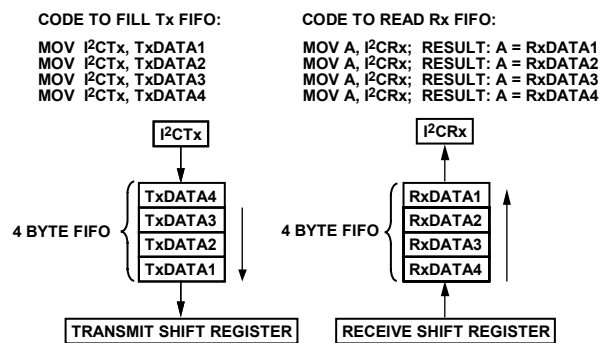 CODE TO FILL Tx FIFO:
MOV I²CTx, TxDATA1
MOV I²CTx, TxDATA2
MOV I²CTx, TxDATA3
MOV I²CTx, TxDATA4
I²CTx
4 BYTE FIFO
TxDATA4
TxDATA3
TxDATA2
TxDATA1
TRANSMIT SHIFT REGISTER
CODE TO READ Rx FIFO:
MOV A, I²CRx; RESULT: A = RxDATA1
MOV A, I²CRx; RESULT: A = RxDATA2
MOV A, I²CRx; RESULT: A = RxDATA3
MOV A, I²CRx; RESULT: A = RxDATA4
I²CRx
4 BYTE FIFO
RxDATA1
RxDATA2
RxDATA3
RxDATA4
RECEIVE SHIFT REGISTER